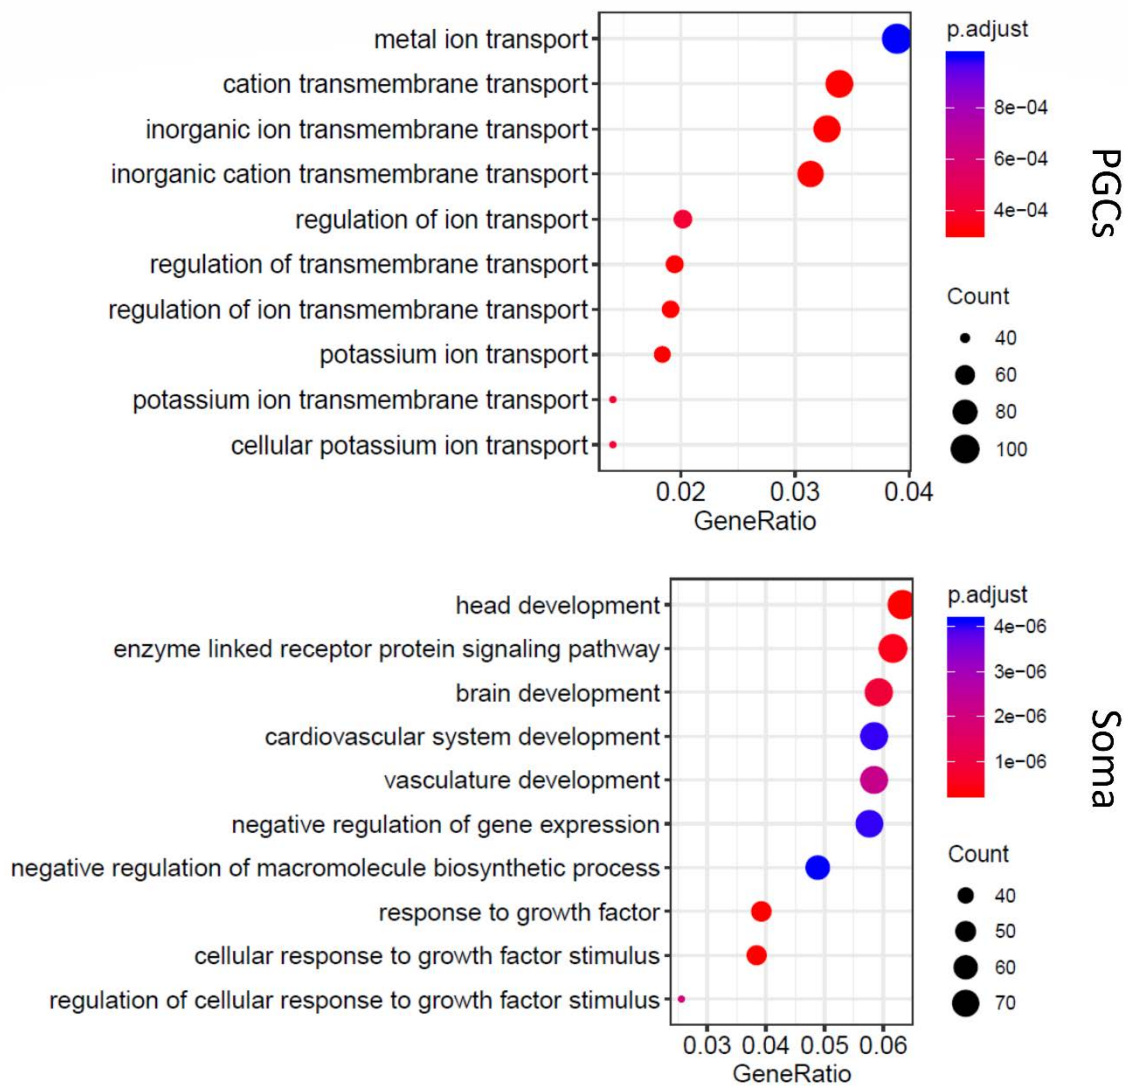 metal ion transport
cation transmembrane transport
inorganic ion transmembrane transport
inorganic cation transmembrane transport
regulation of ion transport
regulation of transmembrane transport
regulation of ion transmembrane transport
potassium ion transport
potassium ion transmembrane transport
cellular potassium ion transport
0.02 0.03 0.04
GeneRatio
p.adjust
8e−04
6e−04
4e−04
Count
40
60
80
100
PGCs
head development
enzyme linked receptor protein signaling pathway
brain development
cardiovascular system development
vasculature development
negative regulation of gene expression
negative regulation of macromolecule biosynthetic process
response to growth factor
cellular response to growth factor stimulus
regulation of cellular response to growth factor stimulus
0.03 0.04 0.05 0.06
GeneRatio
p.adjust
4e−06
3e−06
2e−06
1e−06
Count
40
50
60
70
Soma